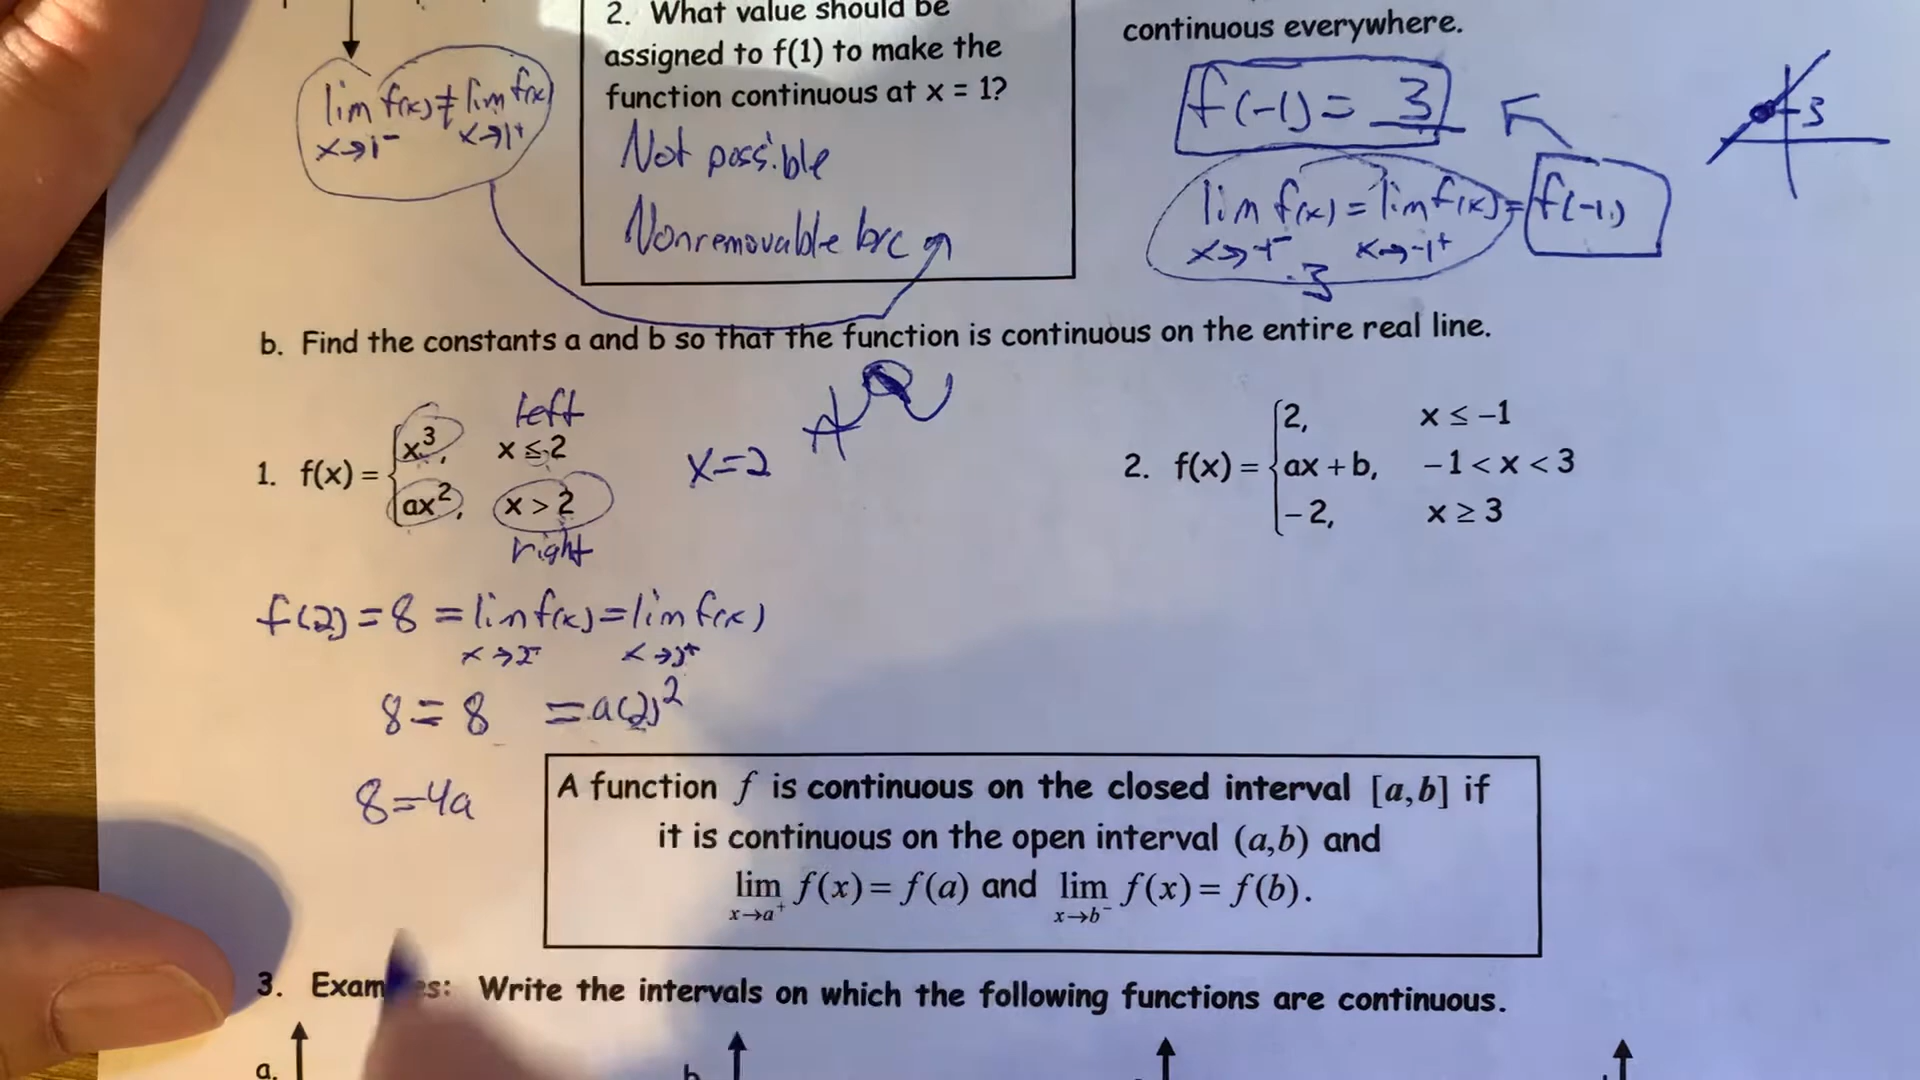 2. What value should be
assigned to f(1) to make the
function continuous at x = 1?
Not possible
Nonremovable b/c
lim f(x) ≠ lim f(x)
x→1⁻ x→1⁺
continuous everywhere.
f(-1) = 3
3
lim f(x) = lim f(x) = f(-1)
x→-1⁻ x→-1⁺
3
b. Find the constants a and b so that the function is continuous on the entire real line.
left
1. f(x) = { x³, x ≤ 2
ax², x > 2
right
x=2
2. f(x) = { 2, x ≤ −1
ax + b, −1 < x < 3
− 2, x ≥ 3
f(2) = 8 = lim f(x) = lim f(x)
x→2⁻ x→2⁺
8 = 8 = a(2)²
8 = 4a
A function f is continuous on the closed interval [a,b] if
it is continuous on the open interval (a,b) and
lim f(x) = f(a) and lim f(x) = f(b).
x→a⁺ x→b⁻
3. Write the intervals on which the following functions are continuous.
a.